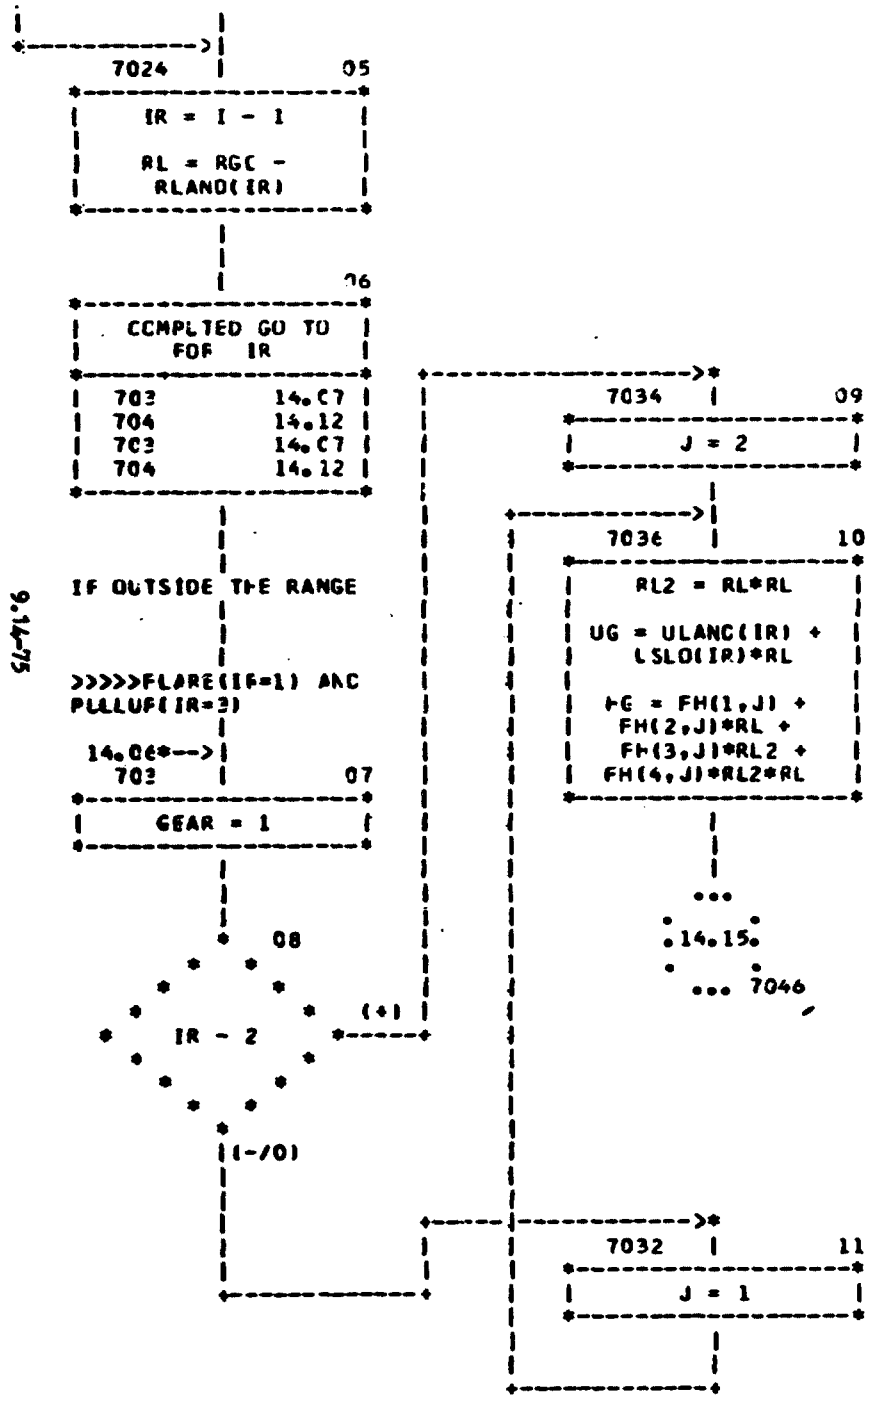 7024 05
IR = I - 1
RL = RGC -
RLAND(IR)
06
CCMPLTED GO TO
FOR IR
703 14.C7
704 14.12
703 14.C7
704 14.12
IF OUTSIDE THE RANGE
>>>>>FLARE(IR=1) AND
PULLUP(IR=3)
14.06*-->
703 07
GEAR = 1
08
IR - 2
(+)
(-/0)
7034 09
J = 2
7036 10
RL2 = RL*RL
UG = ULANC(IR) +
LSLO(IR)*RL
HG = FH(1,J) +
FH(2,J)*RL +
FH(3,J)*RL2 +
FH(4,J)*RL2*RL
14.15.
7046
7032 11
J = 1
9.14-75